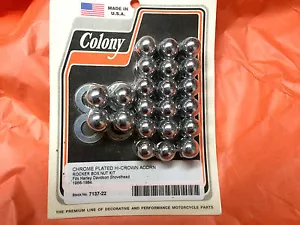 MADE IN
U.S.A.
Colony
CHROME PLATED HI-CROWN ACORN
ROCKER BOX NUT KIT
Fits Harley Davidson Shovelhead
1966-1984
Stock No. 7137-22
THE PREMIUM LINE OF DECORATIVE AND PERFORMANCE MOTORCYCLE PARTS